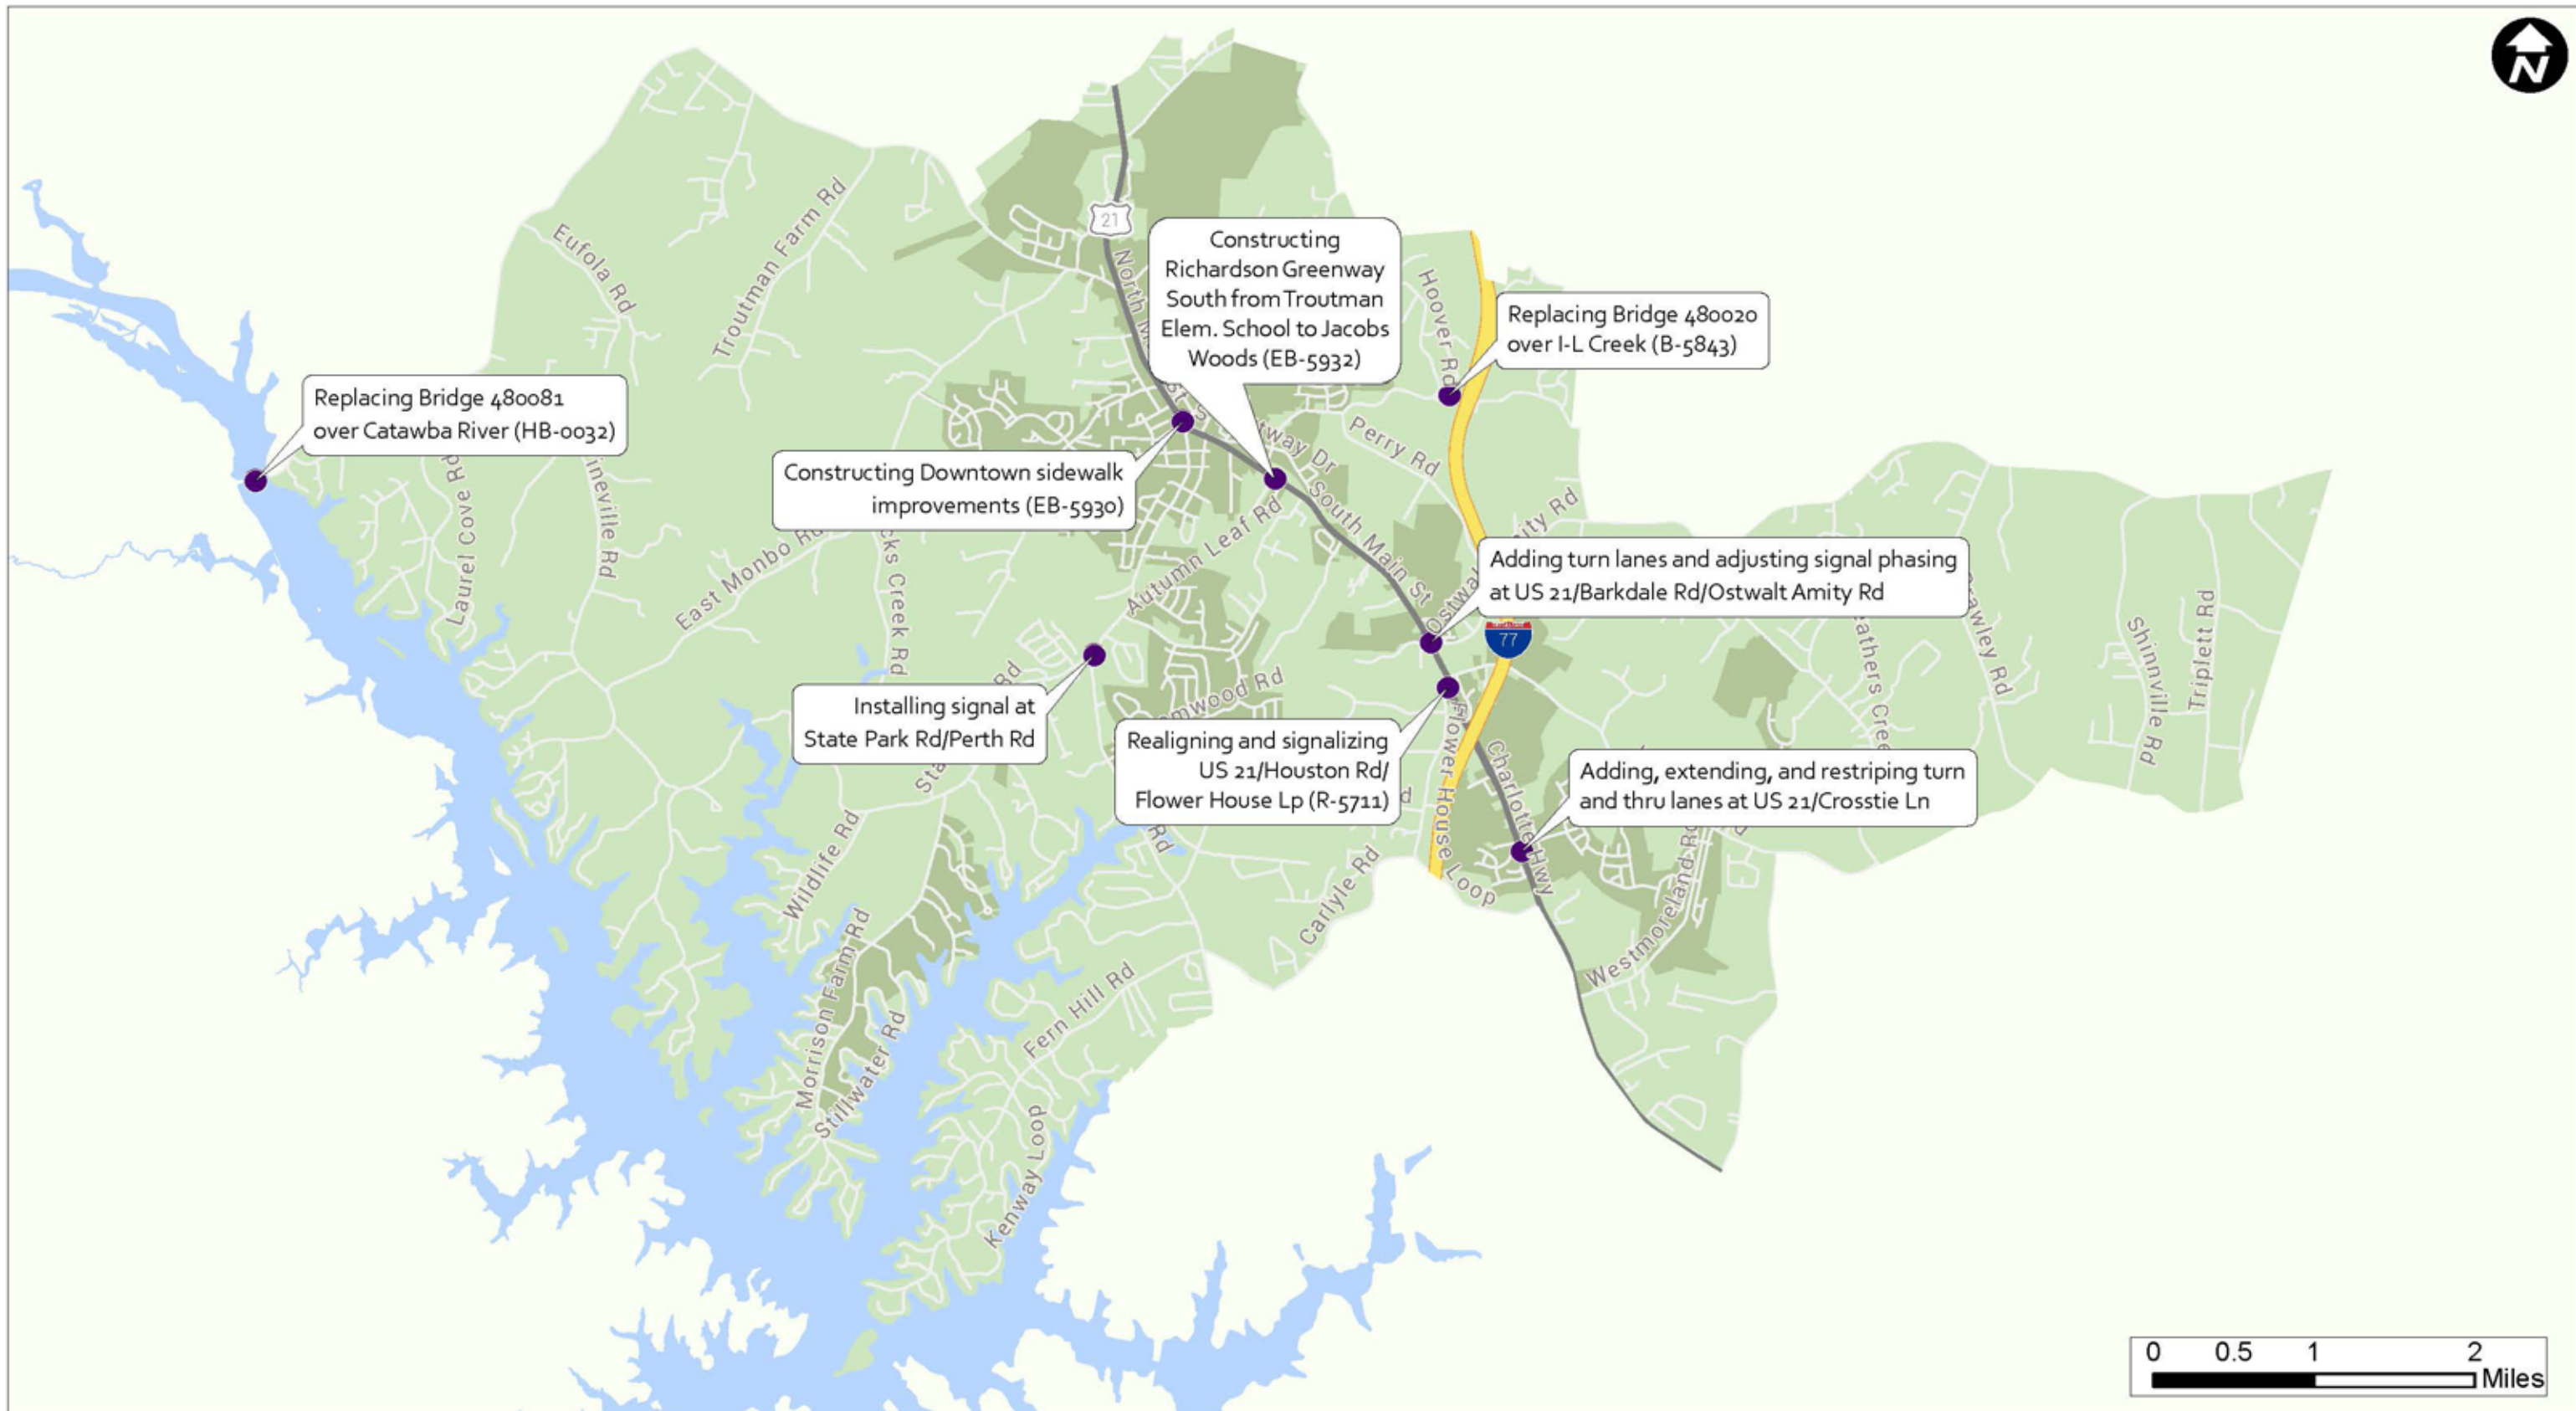 N
21
Eufola Rd
Troutman Farm Rd
Constructing
Richardson Greenway
South from Troutman
Elem. School to Jacobs
Woods (EB-5932)
North
Hoover Rd
Replacing Bridge 480020
over I-L Creek (B-5843)
Replacing Bridge 480081
over Catawba River (HB-0032)
Constructing Downtown sidewalk
improvements (EB-5930)
Perry Rd
Laurel Cove Rd
East Monbo Rd
Autumn Leaf Rd
South Main St
Adding turn lanes and adjusting signal phasing
at US 21/Barkdale Rd/Ostwalt Amity Rd
77
Shinnville Rd
Triplett Rd
Installing signal at
State Park Rd/Perth Rd
Realigning and signalizing
US 21/Houston Rd/
Flower House Lp (R-5711)
Flower House Loop
Charlotte Hwy
Adding, extending, and restriping turn
and thru lanes at US 21/Crosstie Ln
Wildlife Rd
Carlyle Rd
Westmoreland Rd
Morrison Farm Rd
Stillwater Rd
Fern Hill Rd
Kenway Loop
0 0.5 1 2
Miles